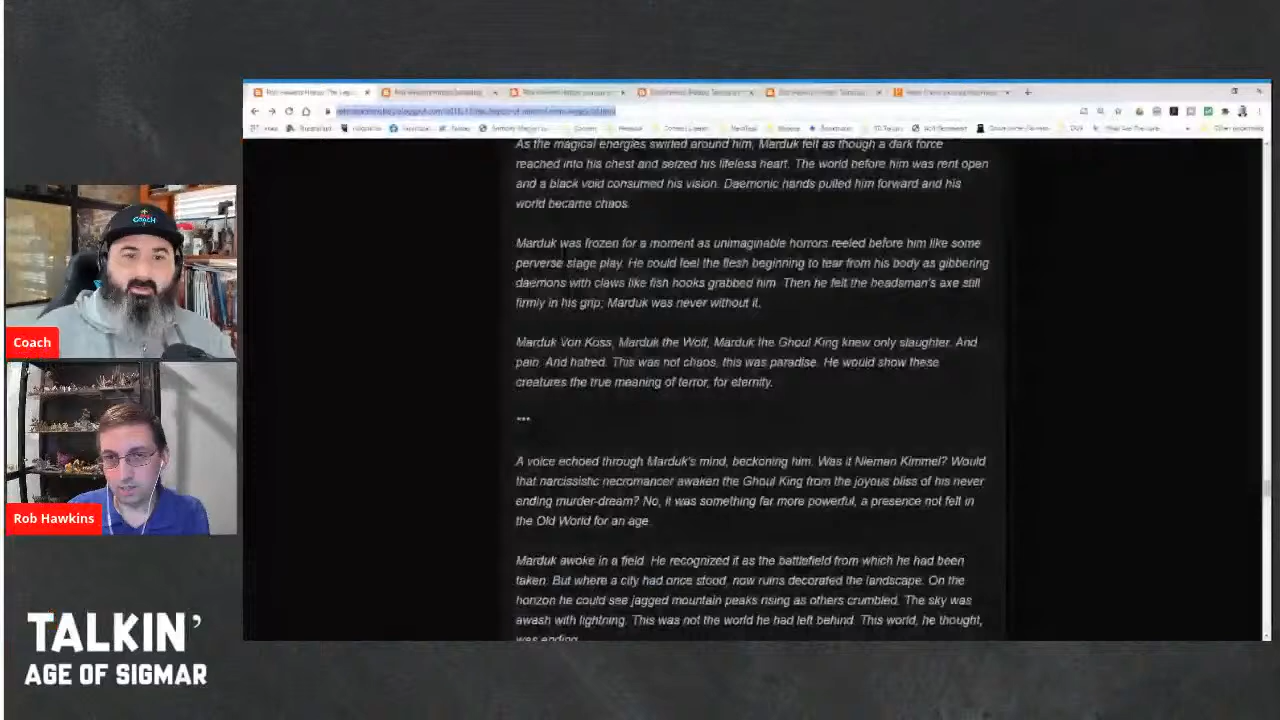 As the magical energies swirled around him, Marduk felt as though a dark force
reached into his chest and seized his lifeless heart. The world before him was rent open
and a black void consumed his vision. Daemonic hands pulled him forward and his
world became chaos.
Marduk was frozen for a moment as unimaginable horrors reeled before him like some
perverse stage play. He could feel the flesh beginning to tear from his body as gibbering
daemons with claws like fish hooks grabbed him. Then he felt the headsman's axe still
firmly in his grip; Marduk was never without it.
Marduk Von Koss, Marduk the Wolf, Marduk the Ghoul King knew only slaughter. And
pain. And hatred. This was not chaos, this was paradise. He would show these
creatures the true meaning of terror, for eternity.
***
A voice echoed through Marduk's mind, beckoning him. Was it Nieman Kimmel? Would
that narcissistic necromancer awaken the Ghoul King from the joyous bliss of his never
ending murder-dream? No, it was something far more powerful, a presence not felt in
the Old World for an age.
Marduk awoke in a field. He recognized it as the battlefield from which he had been
taken. But where a city had once stood, now ruins decorated the landscape. On the
horizon he could see jagged mountain peaks rising as others crumbled. The sky was
awash with lightning. This was not the world he had left behind. This world, he thought,
was ending
COACH
Coach
Rob Hawkins
TALKIN'
AGE OF SIGMAR